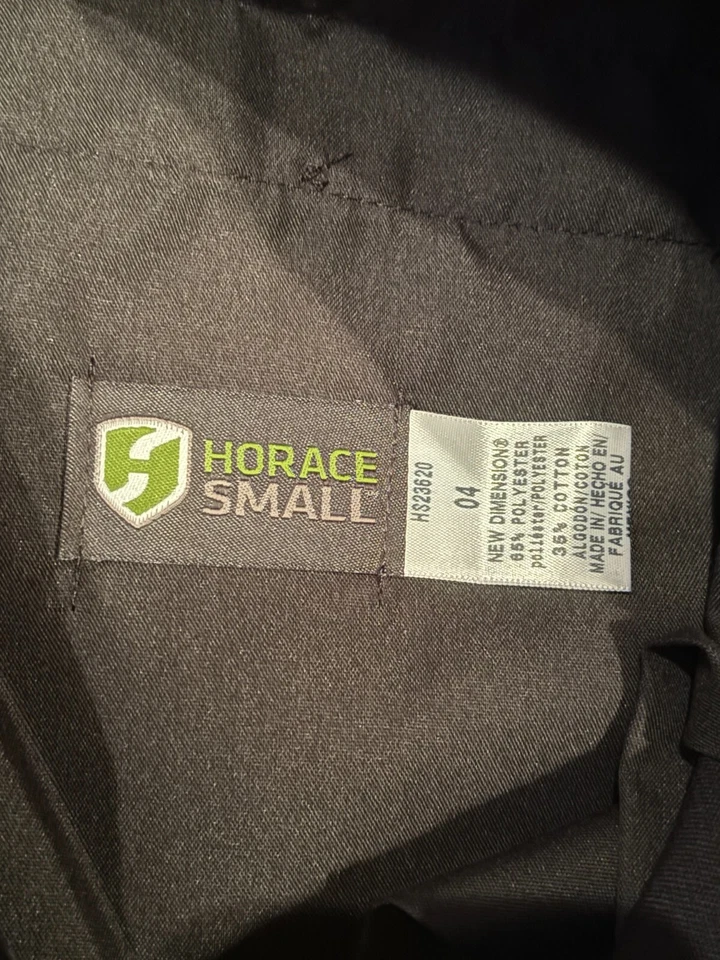 HORACE
SMALL
HS23620
04
NEW DIMENSION®
65% POLYESTER
poliéster/POLYESTER
35% COTTON
ALGODÓN/COTON
MADE IN/ HECHO EN/
FABRIQUÉ AU